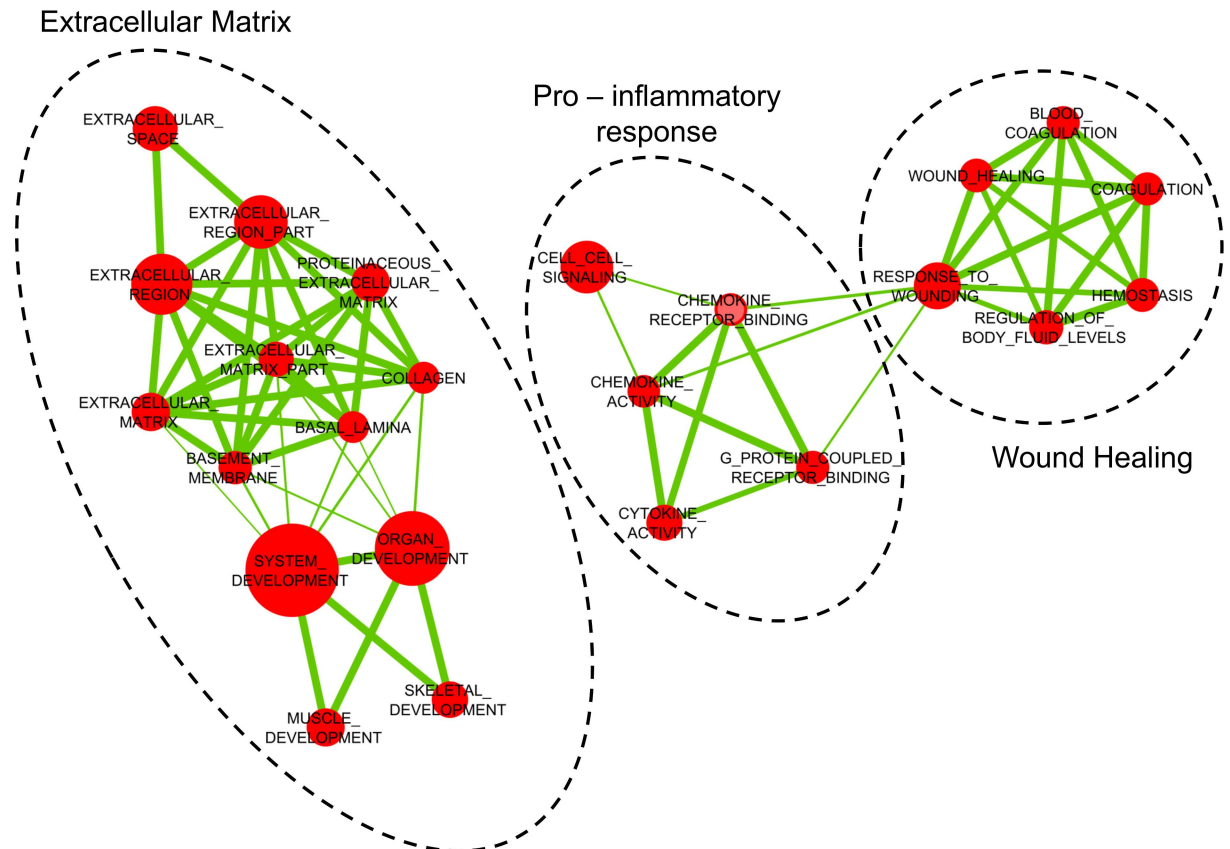 Extracellular Matrix
EXTRACELLULAR_
SPACE
EXTRACELLULAR_
REGION_PART
EXTRACELLULAR_
REGION
PROTEINACEOUS_
EXTRACELLULAR_
MATRIX
EXTRACELLULAR_
MATRIX_PART
COLLAGEN
EXTRACELLULAR_
MATRIX
BASAL_LAMINA
BASEMENT_
MEMBRANE
SYSTEM_
DEVELOPMENT
ORGAN_
DEVELOPMENT
SKELETAL_
DEVELOPMENT
MUSCLE_
DEVELOPMENT
Pro – inflammatory
response
CELL_CELL_
SIGNALING
CHEMOKINE_
RECEPTOR_BINDING
CHEMOKINE_
ACTIVITY
G_PROTEIN_COUPLED_
RECEPTOR_BINDING
CYTOKINE_
ACTIVITY
BLOOD_
COAGULATION
WOUND_HEALING
COAGULATION
RESPONSE_TO_
WOUNDING
HEMOSTASIS
REGULATION_OF_
BODY_FLUID_LEVELS
Wound Healing